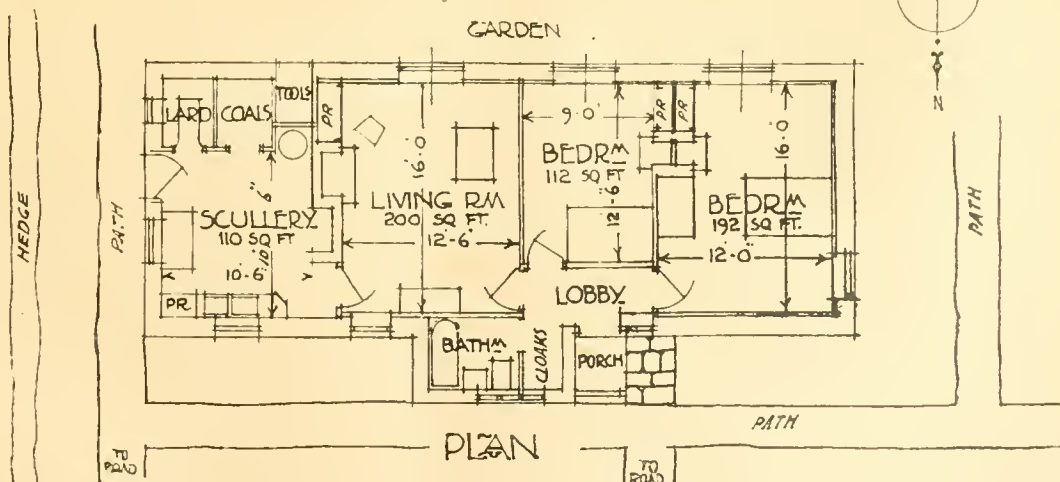 GARDEN
N
LARD
COALS
TOOLS
PR
PR
PR
9·0"
16·0"
16·0"
BEDRM
112 SQ FT
12·6"
LIVING RM
200 SQ FT.
12·6"
BEDRM
192 SQ FT.
12·0"
SCULLERY
110 SQ FT
10·6"
10·6"
PR
LOBBY
BATHM
CLOAKS
PORCH
HEDGE
PATH
PATH
PATH
PLAN
TO
ROAD
TO
ROAD